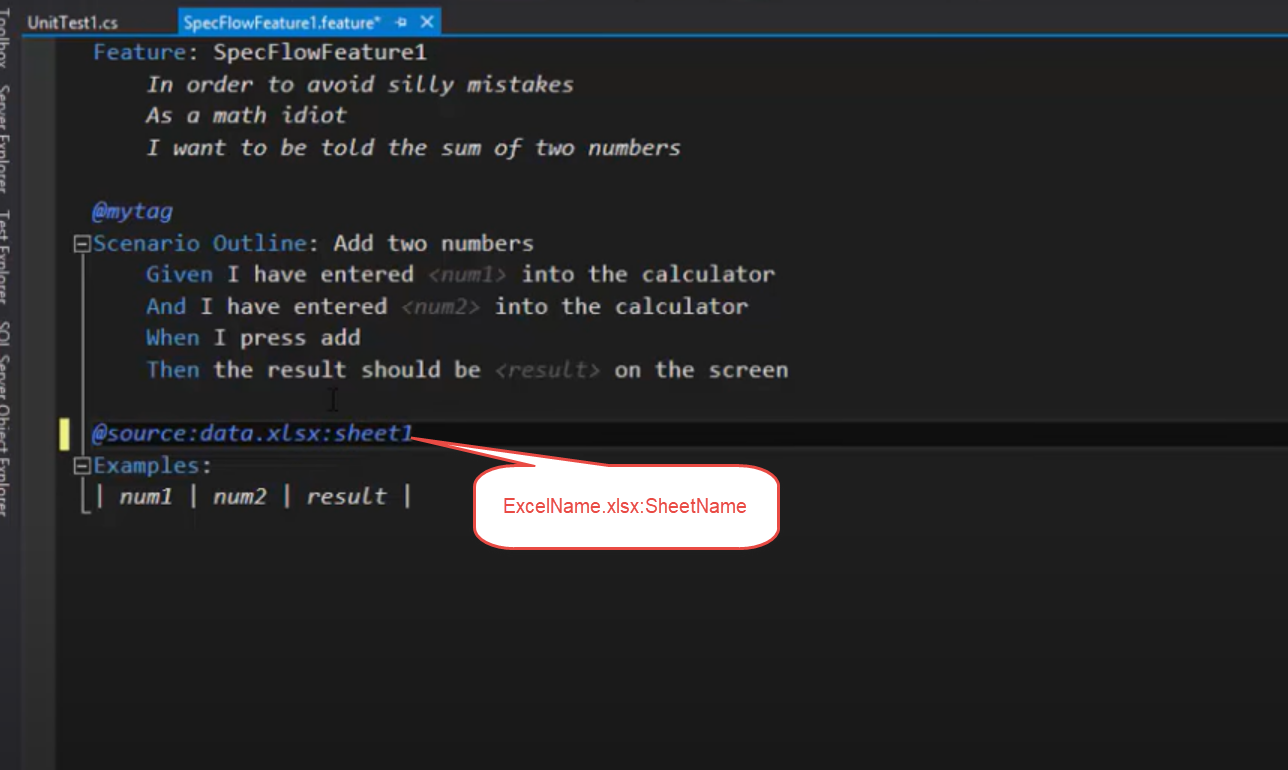 UnitTest1.cs
SpecFlowFeature1.feature*
Toolbox
Server Explorer
Test Explorer
SQL Server Object Explorer
Feature: SpecFlowFeature1
In order to avoid silly mistakes
As a math idiot
I want to be told the sum of two numbers
@mytag
Scenario Outline: Add two numbers
Given I have entered <num1> into the calculator
And I have entered <num2> into the calculator
When I press add
Then the result should be <result> on the screen
@source:data.xlsx:sheet1
Examples:
| num1 | num2 | result |
ExcelName.xlsx:SheetName